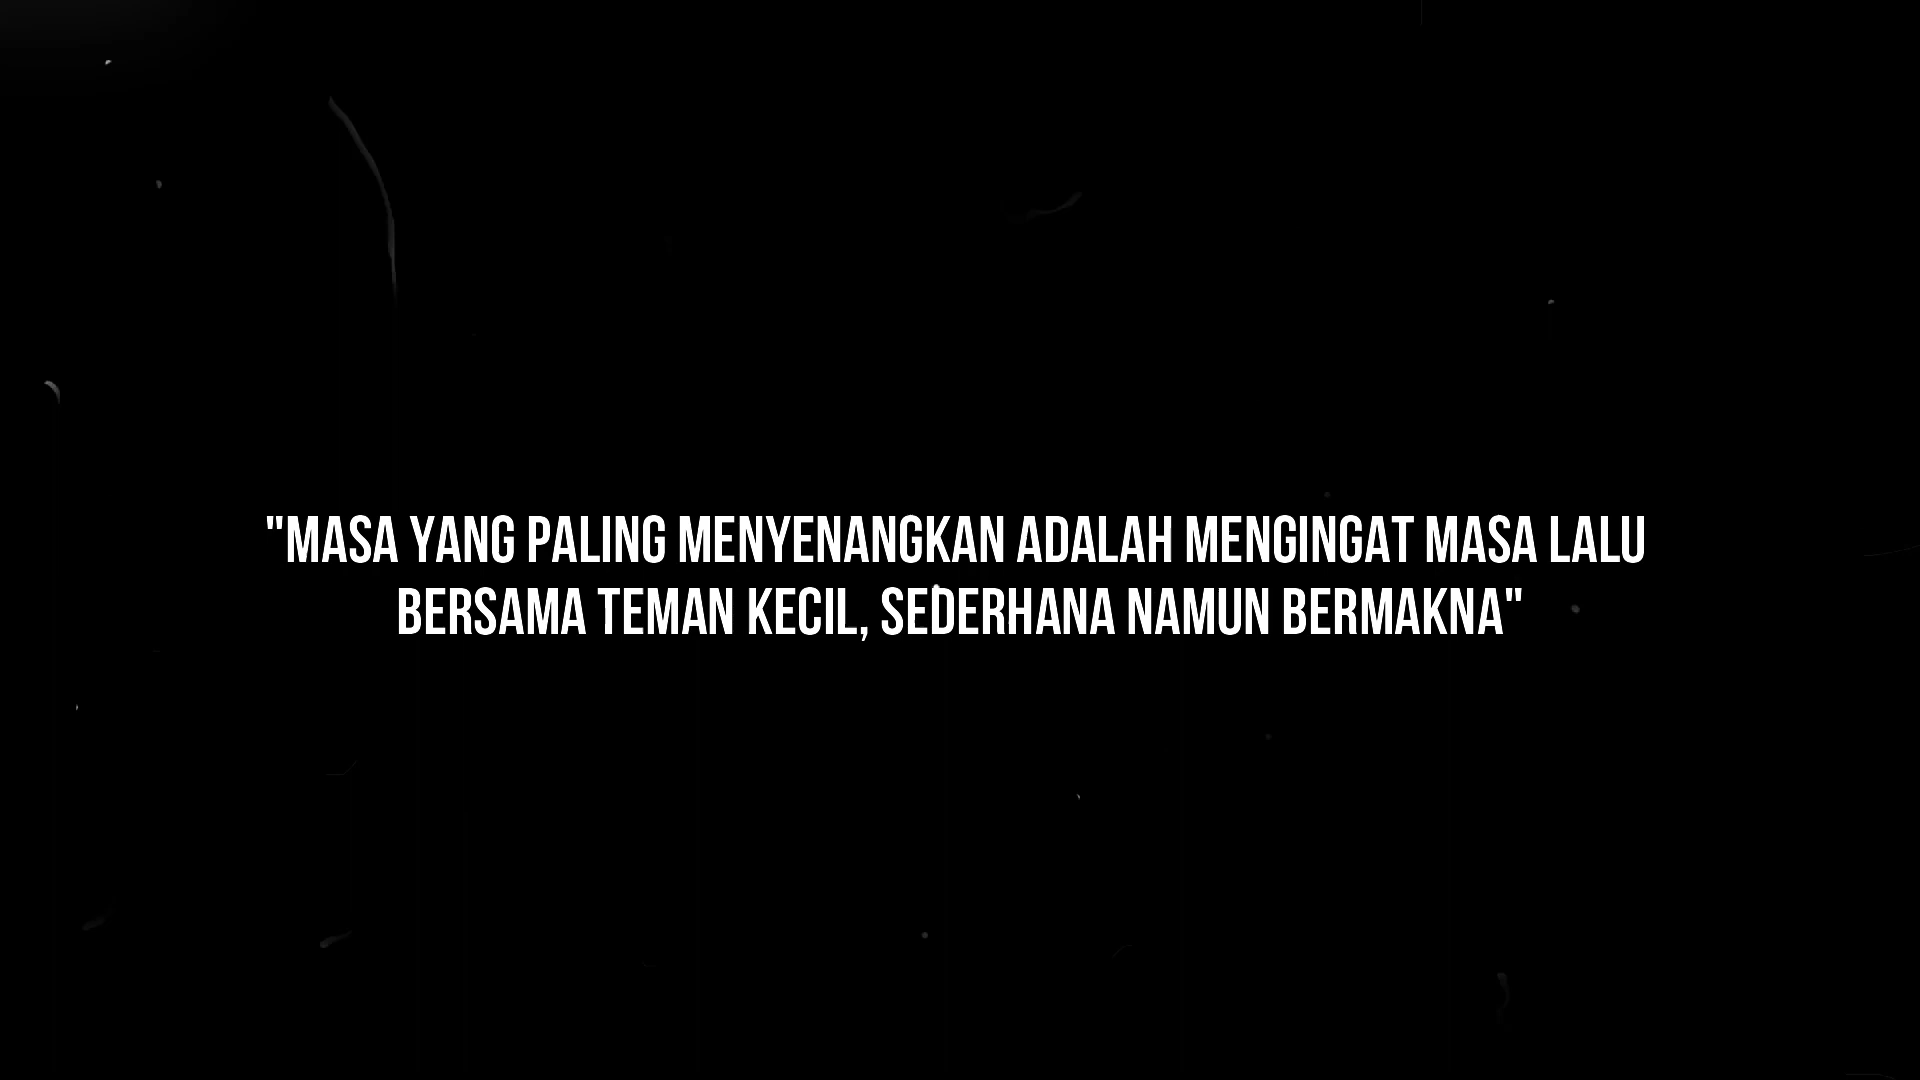 "MASA YANG PALING MENYENANGKAN ADALAH MENGINGAT MASA LALU
BERSAMA TEMAN KECIL, SEDERHANA NAMUN BERMAKNA"